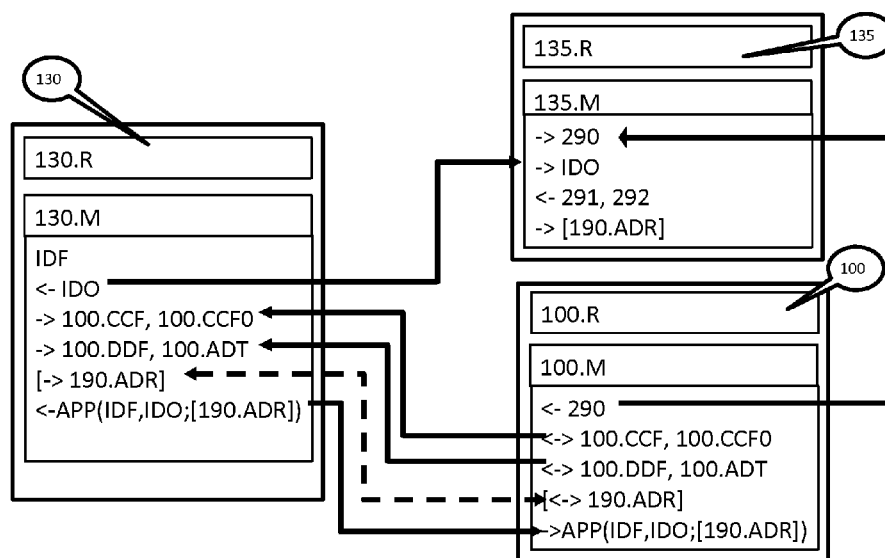 130
130.R
130.M
IDF
<- IDO
-> 100.CCF, 100.CCF0
-> 100.DDF, 100.ADT
[-> 190.ADR]
<-APP(IDF,IDO;[190.ADR])
135
135.R
135.M
-> 290
-> IDO
<- 291, 292
-> [190.ADR]
100
100.R
100.M
<- 290
<-> 100.CCF, 100.CCF0
<-> 100.DDF, 100.ADT
[<-> 190.ADR]
->APP(IDF,IDO;[190.ADR])